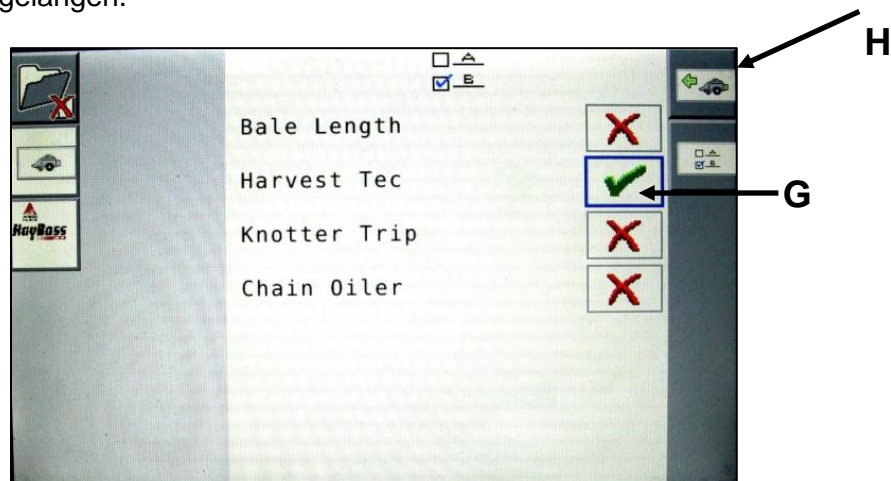 gelangen.
H
A
B
Bale Length
A
B
Harvest Tec
G
HayBoss
Knotter Trip
Chain Oiler